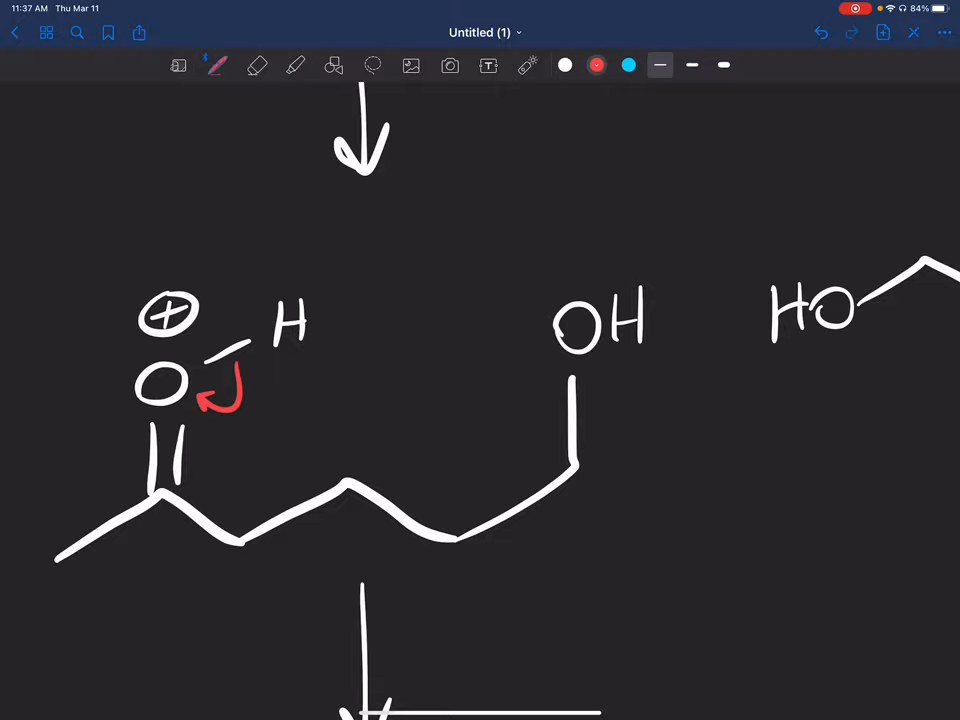 11:37 AM Thu Mar 11
84%
Untitled (1)
T
+
H
O
OH
HO